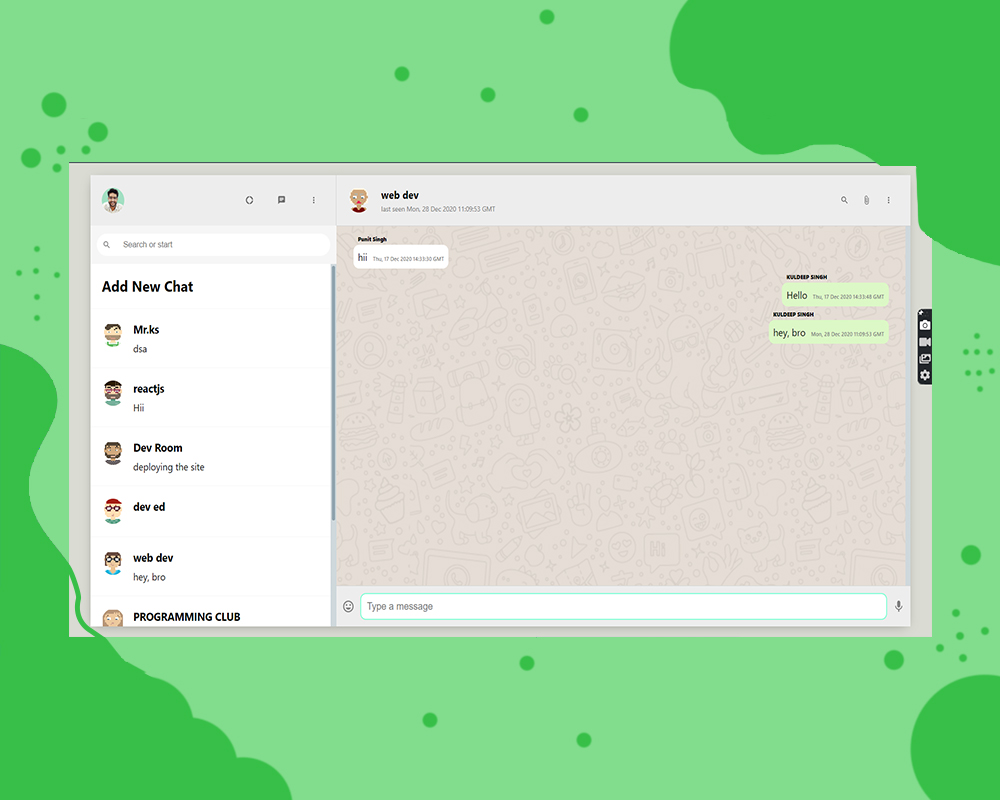 Search or start
Add New Chat
Mr.ks
dsa
reactjs
Hii
Dev Room
deploying the site
dev ed
web dev
hey, bro
PROGRAMMING CLUB
web dev
last seen Mon, 28 Dec 2020 11:09:53 GMT
Punit Singh
hii Thu, 17 Dec 2020 14:33:30 GMT
KULDEEP SINGH
Hello Thu, 17 Dec 2020 14:33:48 GMT
KULDEEP SINGH
hey, bro Mon, 28 Dec 2020 11:09:53 GMT
Hi
Type a message